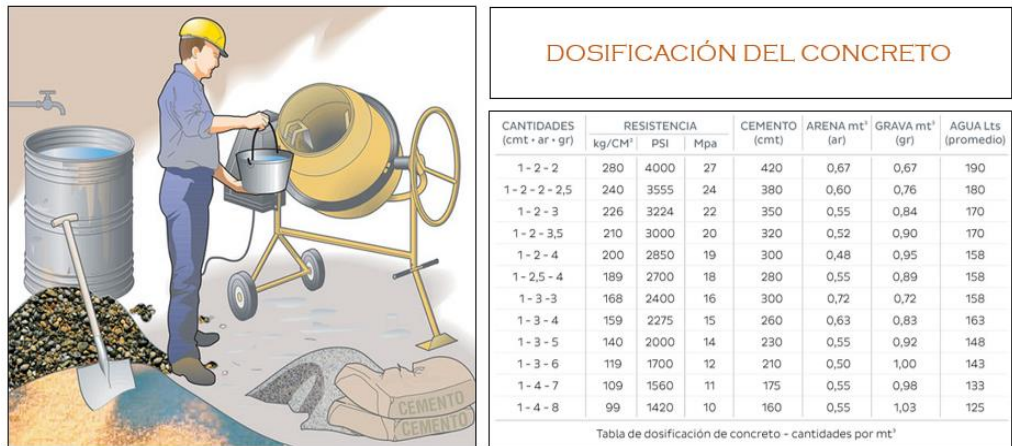 DOSIFICACIÓN DEL CONCRETO
CANTIDADES RESISTENCIA CEMENTO ARENA mt³ GRAVA mt³ AGUA Lts
(cmt • ar • gr) kg/CM² PSI Mpa (cmt) (ar) (gr) (promedio)
1 - 2 - 2 280 4000 27 420 0,67 0,67 190
1 - 2 - 2 - 2,5 240 3555 24 380 0,60 0,76 180
1 - 2 - 3 226 3224 22 350 0,55 0,84 170
1 - 2 - 3,5 210 3000 20 320 0,52 0,90 170
1 - 2 - 4 200 2850 19 300 0,48 0,95 158
1 - 2,5 - 4 189 2700 18 280 0,55 0,89 158
1 - 3 -3 168 2400 16 300 0,72 0,72 158
1 - 3 - 4 159 2275 15 260 0,63 0,83 163
1 - 3 - 5 140 2000 14 230 0,55 0,92 148
1 - 3 - 6 119 1700 12 210 0,50 1,00 143
1 - 4 - 7 109 1560 11 175 0,55 0,98 133
1 - 4 - 8 99 1420 10 160 0,55 1,03 125
Tabla de dosificación de concreto - cantidades por mt³
CEMENTO
CEMENTO